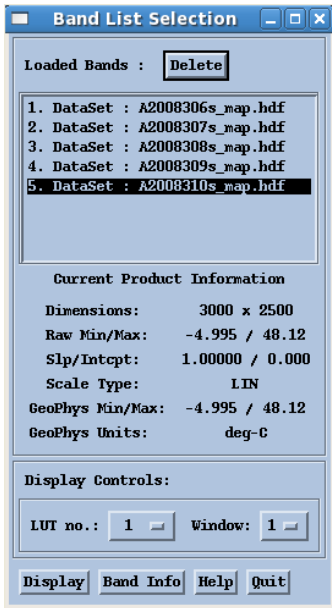 Band List Selection
Loaded Bands : Delete
1. DataSet : A2008306s_map.hdf
2. DataSet : A2008307s_map.hdf
3. DataSet : A2008308s_map.hdf
4. DataSet : A2008309s_map.hdf
5. DataSet : A2008310s_map.hdf
Current Product Information
Dimensions: 3000 x 2500
Raw Min/Max: -4.995 / 48.12
Slp/Intcpt: 1.00000 / 0.000
Scale Type: LIN
GeoPhys Min/Max: -4.995 / 48.12
GeoPhys Units: deg-C
Display Controls:
LUT no.: 1 Window: 1
Display Band Info Help Quit